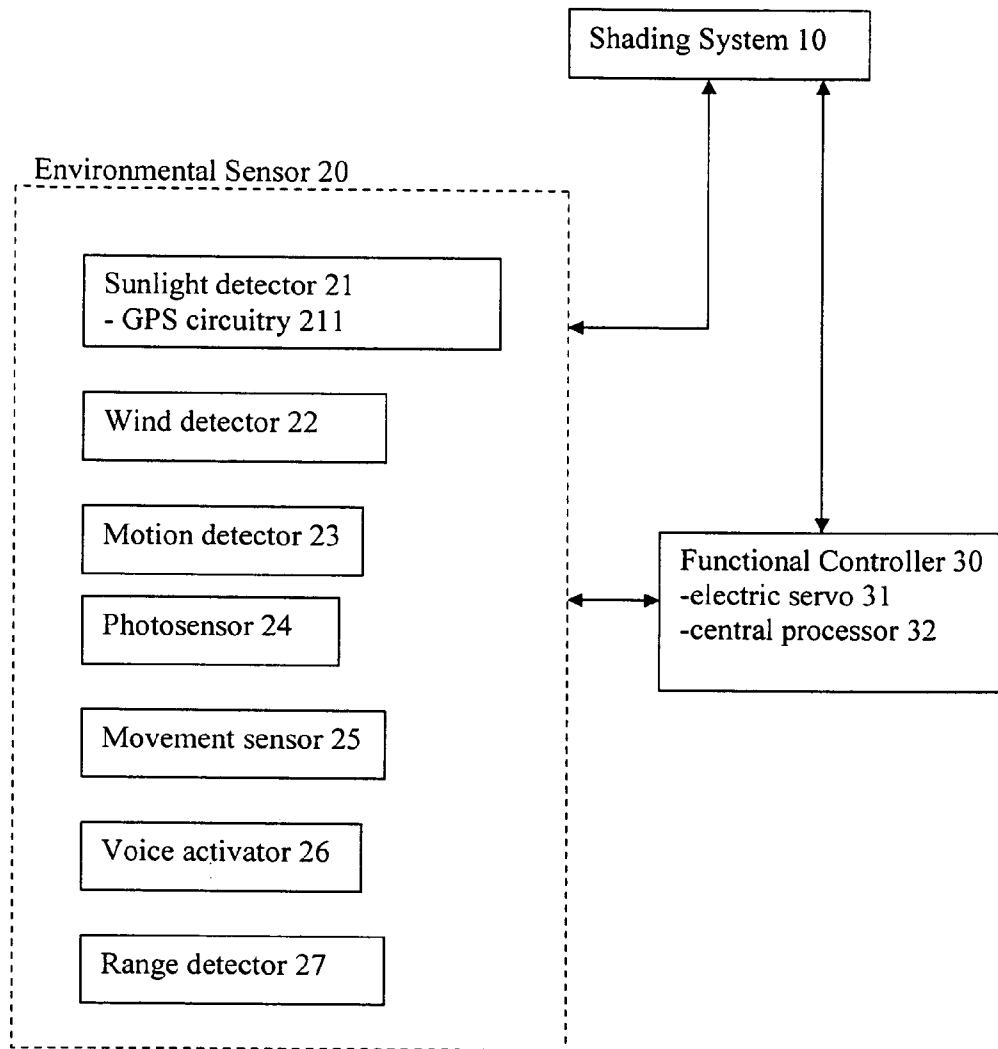 Shading System 10
Environmental Sensor 20
Sunlight detector 21
- GPS circuitry 211
Wind detector 22
Motion detector 23
Photosensor 24
Movement sensor 25
Voice activator 26
Range detector 27
Functional Controller 30
-electric servo 31
-central processor 32